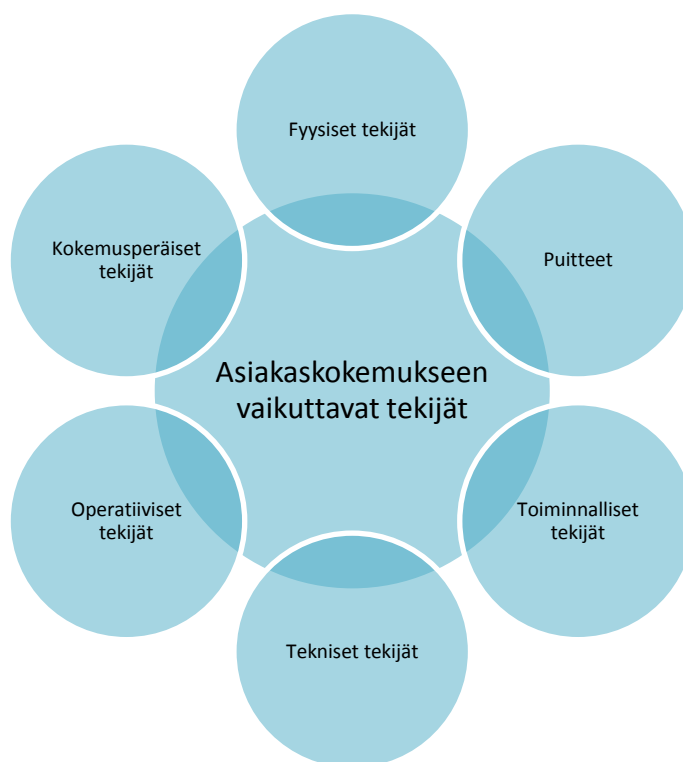 Fyysiset tekijät
Kokemusperäiset
tekijät
Puitteet
Asiakaskokemukseen
vaikuttavat tekijät
Operatiiviset
tekijät
Toiminnalliset
tekijät
Tekniset tekijät